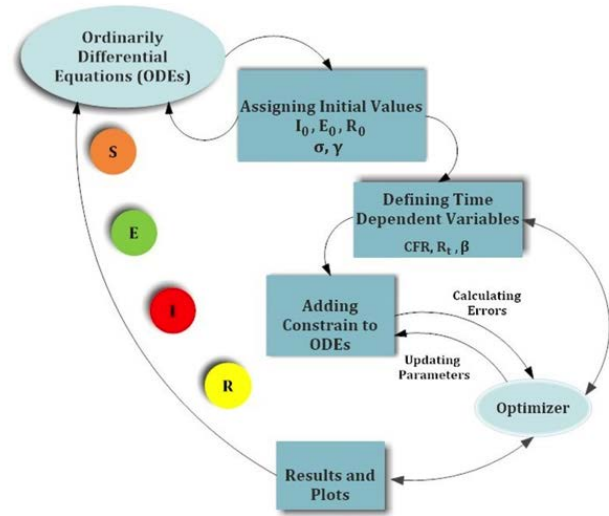 Ordinarily
Differential
Equations (ODEs)
Assigning Initial Values
I₀ , E₀ , R₀
σ, γ
S
Defining Time
Dependent Variables
CFR, Rₜ , β
E
Adding
Constrain to
ODEs
Calculating
Errors
I
Updating
Parameters
R
Optimizer
Results and
Plots